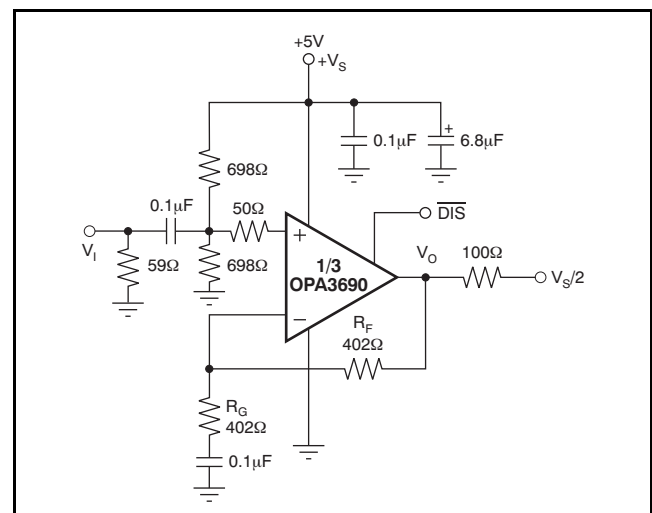 +5V
+V_S
0.1µF
6.8µF
+
698Ω
0.1µF
50Ω
DIS
V_I
59Ω
698Ω
+
1/3
OPA3690
−
V_O
100Ω
V_S/2
R_F
402Ω
R_G
402Ω
0.1µF